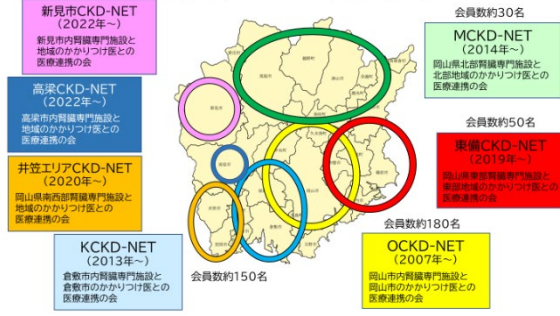 新見市CKD-NET
(2022年~)
新見市内腎臓専門施設と
地域のかかりつけ医との
医療連携の会
高梁CKD-NET
(2022年~)
高梁市内腎臓専門施設と
地域のかかりつけ医との
医療連携の会
井笠エリアCKD-NET
(2020年~)
岡山県南西部腎臓専門施設と
地域のかかりつけ医との
医療連携の会
KCKD-NET
(2013年~)
倉敷市内腎臓専門施設と
倉敷市のかかりつけ医との
医療連携の会
会員数約150名
会員数約30名
MCKD-NET
(2014年~)
岡山県北部腎臓専門施設と
北部地域のかかりつけ医との
医療連携の会
会員数約50名
東備CKD-NET
(2019年~)
岡山県東部腎臓専門施設と
東部地域のかかりつけ医との
医療連携の会
会員数約180名
OCKD-NET
(2007年~)
岡山市内腎臓専門施設と
岡山市のかかりつけ医との
医療連携の会